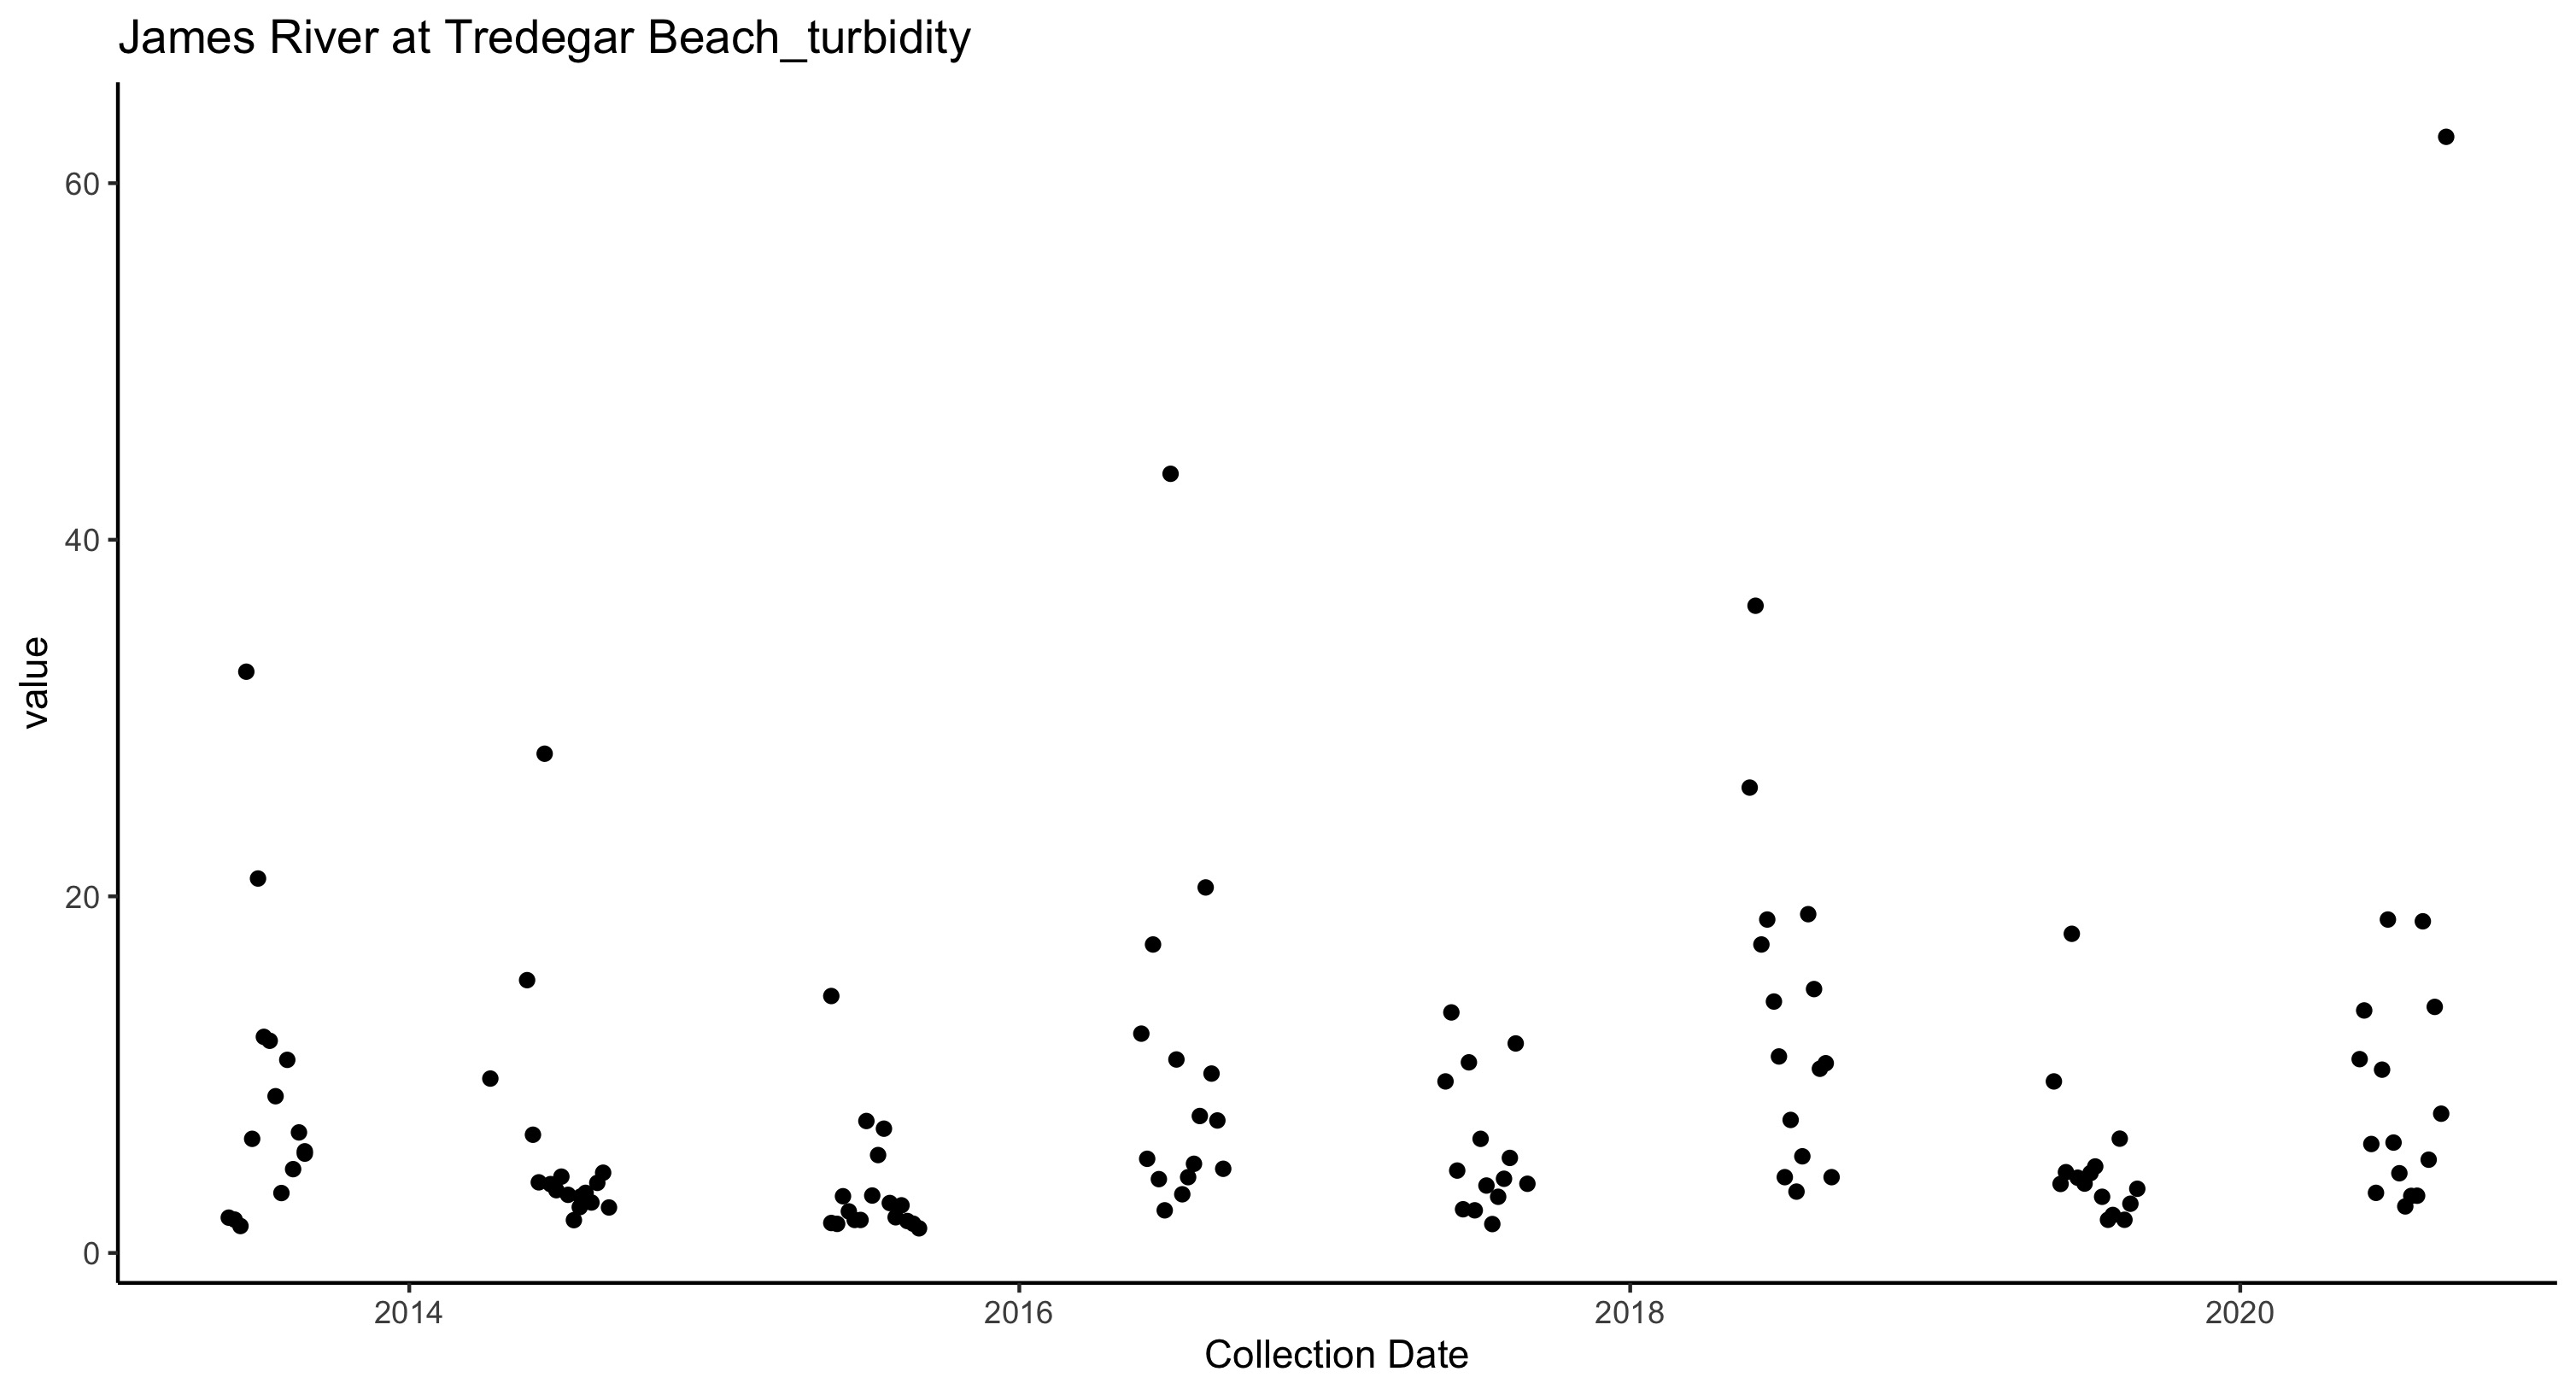 James River at Tredegar Beach_turbidity
60
40
20
0
value
2014 2016 2018 2020
Collection Date